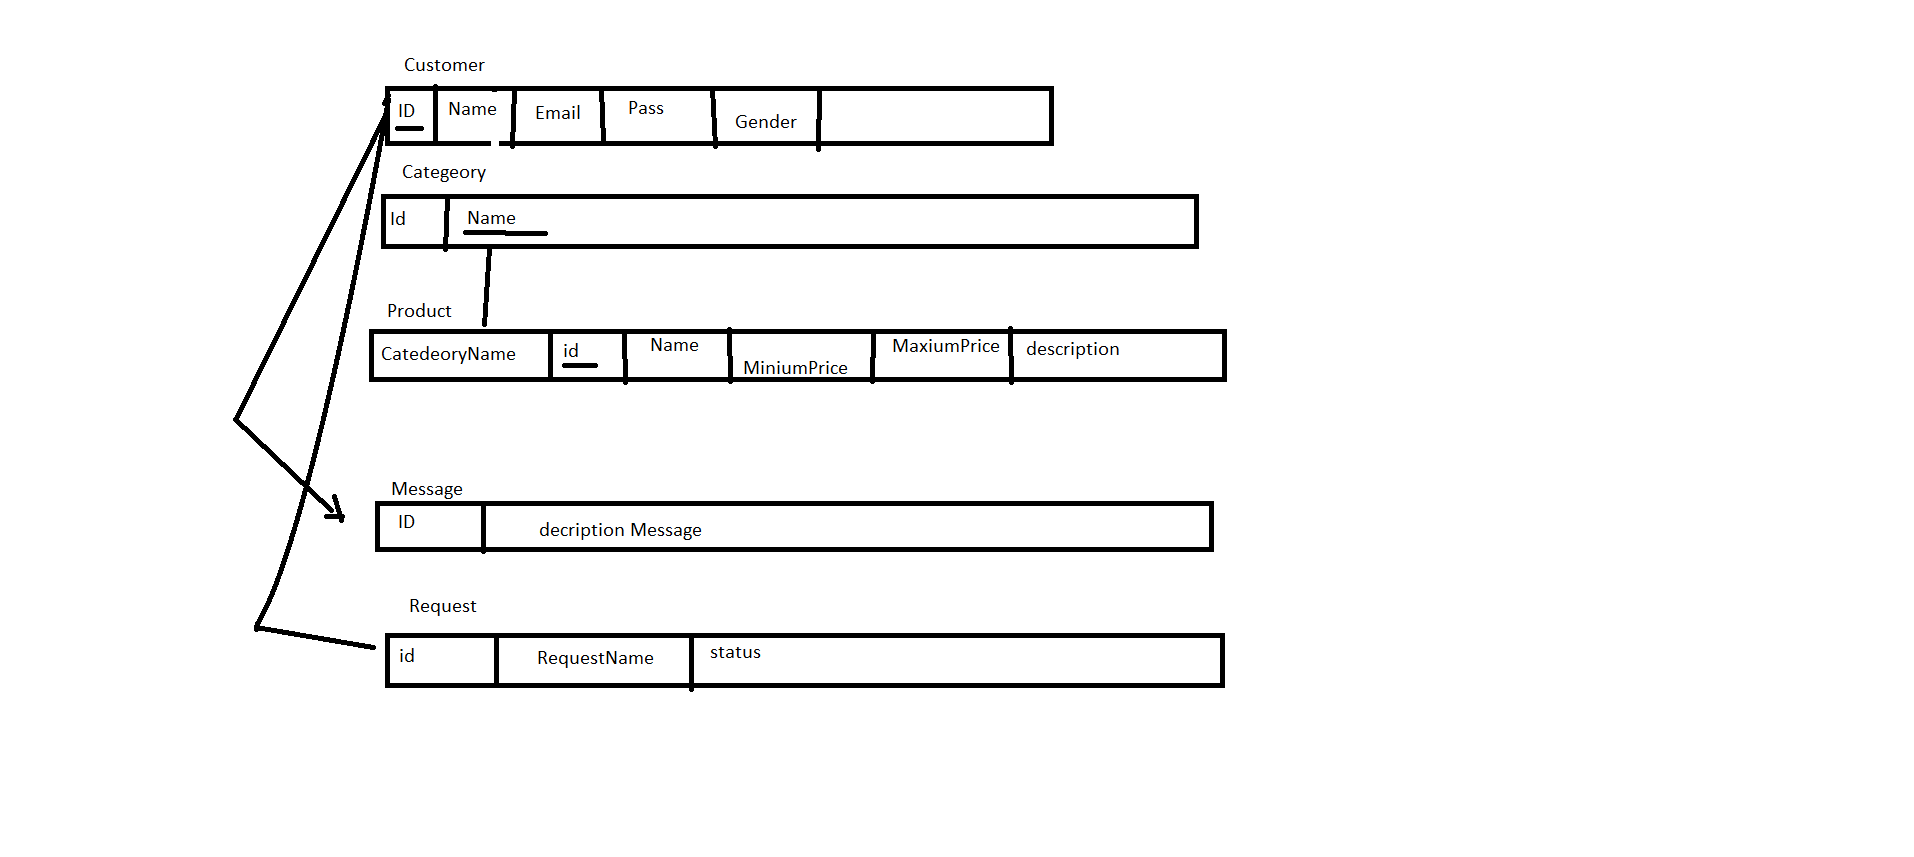 Customer
ID Name Email Pass Gender
Categeory
Id Name
Product
CatedeoryName id Name MiniumPrice MaxiumPrice description
Message
ID decription Message
Request
id RequestName status